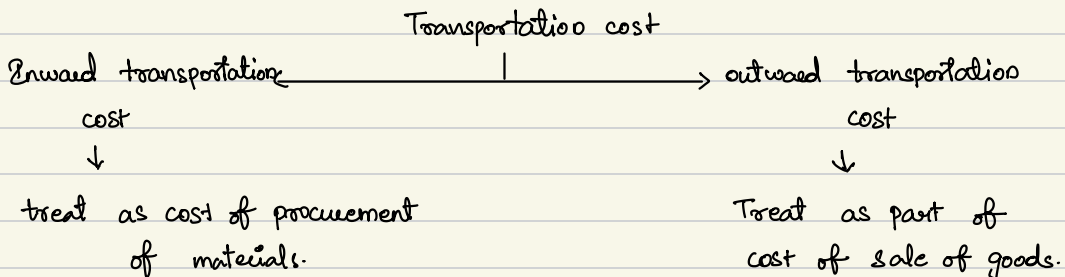 Transportation cost
Inward transportation outward transportation
cost cost
treat as cost of procurement Treat as part of
of materials. cost of sale of goods.